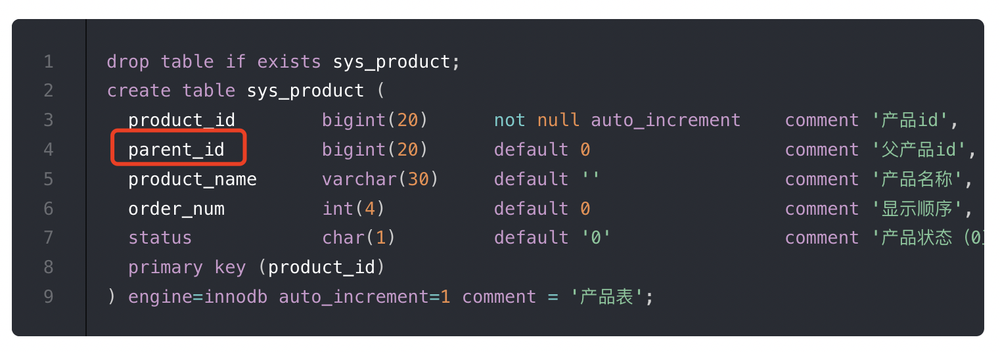 1 drop table if exists sys_product;
2 create table sys_product (
3 product_id bigint(20) not null auto_increment comment '产品id',
4 parent_id bigint(20) default 0 comment '父产品id',
5 product_name varchar(30) default '' comment '产品名称',
6 order_num int(4) default 0 comment '显示顺序',
7 status char(1) default '0' comment '产品状态（0
8 primary key (product_id)
9 ) engine=innodb auto_increment=1 comment = '产品表';